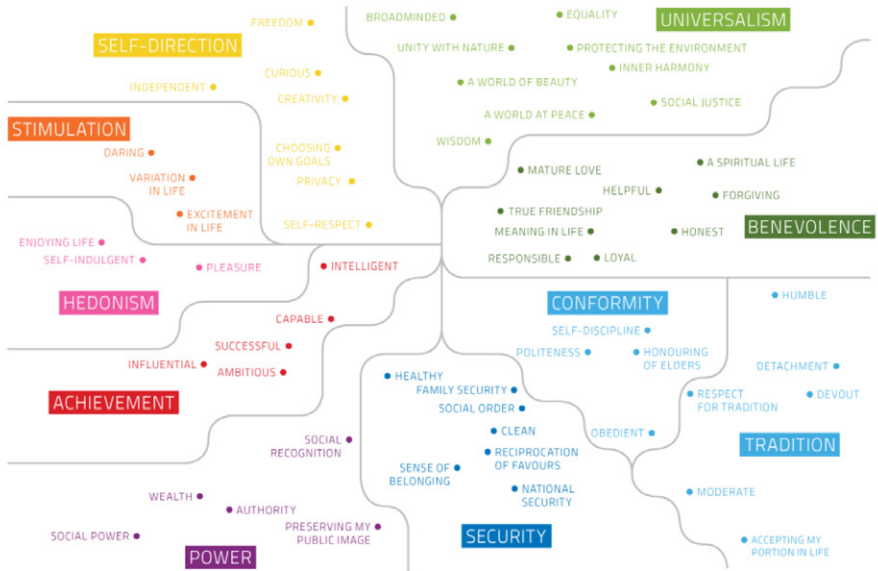 SELF-DIRECTION
FREEDOM
CURIOUS
INDEPENDENT
CREATIVITY
CHOOSING
OWN GOALS
PRIVACY
SELF-RESPECT
BROADMINDED
EQUALITY
UNIVERSALISM
UNITY WITH NATURE
PROTECTING THE ENVIRONMENT
INNER HARMONY
A WORLD OF BEAUTY
SOCIAL JUSTICE
A WORLD AT PEACE
WISDOM
STIMULATION
DARING
VARIATION
IN LIFE
EXCITEMENT
IN LIFE
MATURE LOVE
A SPIRITUAL LIFE
HELPFUL
FORGIVING
TRUE FRIENDSHIP
MEANING IN LIFE
HONEST
BENEVOLENCE
RESPONSIBLE
LOYAL
ENJOYING LIFE
SELF-INDULGENT
PLEASURE
HEDONISM
INTELLIGENT
CAPABLE
SUCCESSFUL
INFLUENTIAL
AMBITIOUS
ACHIEVEMENT
CONFORMITY
SELF-DISCIPLINE
POLITENESS
HONOURING
OF ELDERS
OBEDIENT
HUMBLE
DETACHMENT
RESPECT
FOR TRADITION
DEVOUT
TRADITION
MODERATE
ACCEPTING MY
PORTION IN LIFE
HEALTHY
FAMILY SECURITY
SOCIAL ORDER
CLEAN
RECIPROCATION
OF FAVOURS
SENSE OF
BELONGING
NATIONAL
SECURITY
SECURITY
SOCIAL
RECOGNITION
WEALTH
AUTHORITY
PRESERVING MY
PUBLIC IMAGE
SOCIAL POWER
POWER